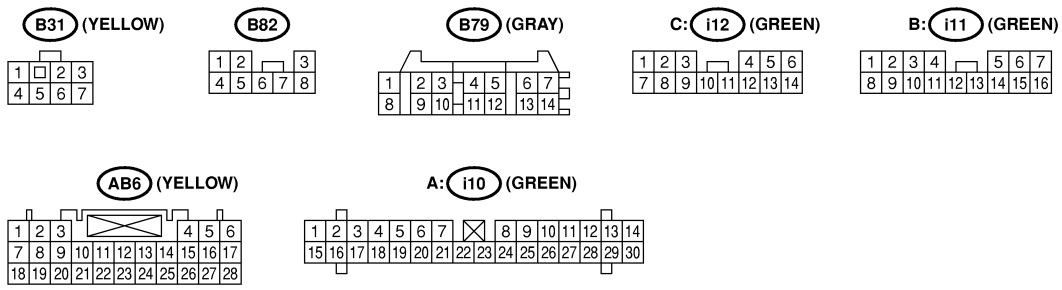 B31 (YELLOW) B82 B79 (GRAY) C: i12 (GREEN) B: i11 (GREEN)
1 2 3 1 2 3 1 2 3 4 5 6 7 1 2 3 4 5 6 1 2 3 4 5 6 7
4 5 6 7 4 5 6 7 8 8 9 10 11 12 13 14 7 8 9 10 11 12 13 14 8 9 10 11 12 13 14 15 16
AB6 (YELLOW) A: i10 (GREEN)
1 2 3 4 5 6 1 2 3 4 5 6 7 8 9 10 11 12 13 14
7 8 9 10 11 12 13 14 15 16 17 15 16 17 18 19 20 21 22 23 24 25 26 27 28 29 30
18 19 20 21 22 23 24 25 26 27 28